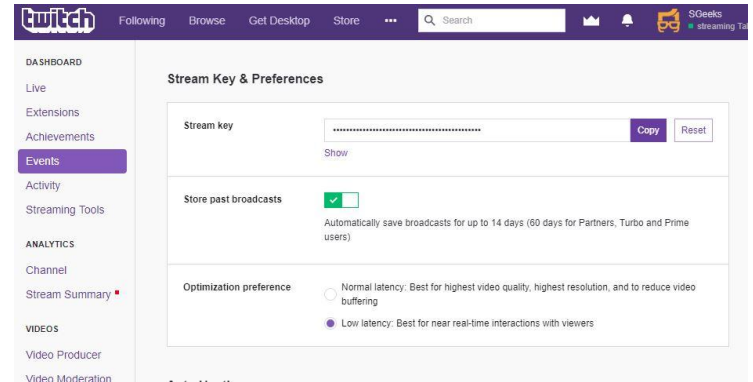 twitch Following Browse Get Desktop Store ••• Search SGeeks
streaming Tal
DASHBOARD
Live
Extensions
Achievements
Events
Activity
Streaming Tools
ANALYTICS
Channel
Stream Summary
VIDEOS
Video Producer
Video Moderation
Stream Key & Preferences
Stream key Copy Reset
Show
Store past broadcasts
Automatically save broadcasts for up to 14 days (60 days for Partners, Turbo and Prime
users)
Optimization preference Normal latency: Best for highest video quality, highest resolution, and to reduce video
buffering
Low latency: Best for near real-time interactions with viewers